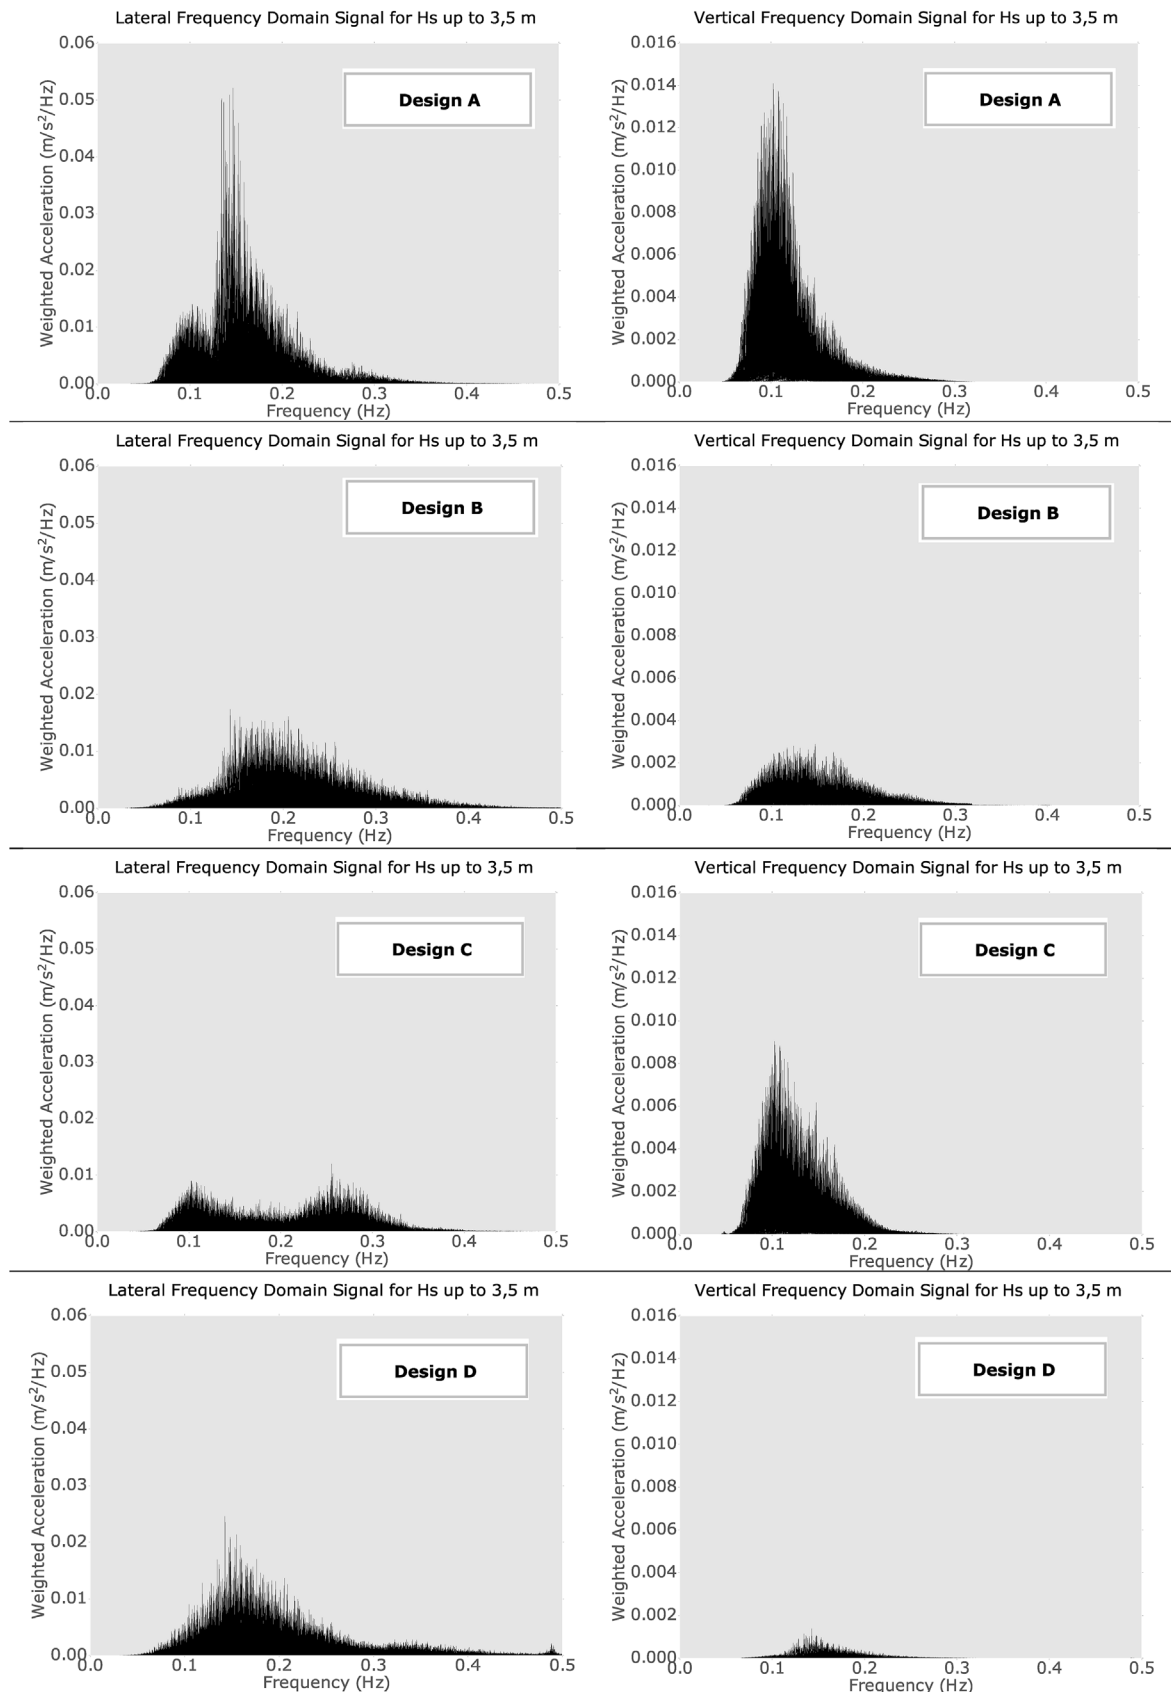 Lateral Frequency Domain Signal for Hs up to 3,5 m
0.06
0.05
0.04
0.03
0.02
0.01
0.00
Weighted Acceleration (m/s²/Hz)
Design A
0.0 0.1 0.2 0.3 0.4 0.5
Frequency (Hz)
Vertical Frequency Domain Signal for Hs up to 3,5 m
0.016
0.014
0.012
0.010
0.008
0.006
0.004
0.002
0.000
Weighted Acceleration (m/s²/Hz)
Design A
0.0 0.1 0.2 0.3 0.4 0.5
Frequency (Hz)
Lateral Frequency Domain Signal for Hs up to 3,5 m
0.06
0.05
0.04
0.03
0.02
0.01
0.00
Weighted Acceleration (m/s²/Hz)
Design B
0.0 0.1 0.2 0.3 0.4 0.5
Frequency (Hz)
Vertical Frequency Domain Signal for Hs up to 3,5 m
0.016
0.014
0.012
0.010
0.008
0.006
0.004
0.002
0.000
Weighted Acceleration (m/s²/Hz)
Design B
0.0 0.1 0.2 0.3 0.4 0.5
Frequency (Hz)
Lateral Frequency Domain Signal for Hs up to 3,5 m
0.06
0.05
0.04
0.03
0.02
0.01
0.00
Weighted Acceleration (m/s²/Hz)
Design C
0.0 0.1 0.2 0.3 0.4 0.5
Frequency (Hz)
Vertical Frequency Domain Signal for Hs up to 3,5 m
0.016
0.014
0.012
0.010
0.008
0.006
0.004
0.002
0.000
Weighted Acceleration (m/s²/Hz)
Design C
0.0 0.1 0.2 0.3 0.4 0.5
Frequency (Hz)
Lateral Frequency Domain Signal for Hs up to 3,5 m
0.06
0.05
0.04
0.03
0.02
0.01
0.00
Weighted Acceleration (m/s²/Hz)
Design D
0.0 0.1 0.2 0.3 0.4 0.5
Frequency (Hz)
Vertical Frequency Domain Signal for Hs up to 3,5 m
0.016
0.014
0.012
0.010
0.008
0.006
0.004
0.002
0.000
Weighted Acceleration (m/s²/Hz)
Design D
0.0 0.1 0.2 0.3 0.4 0.5
Frequency (Hz)